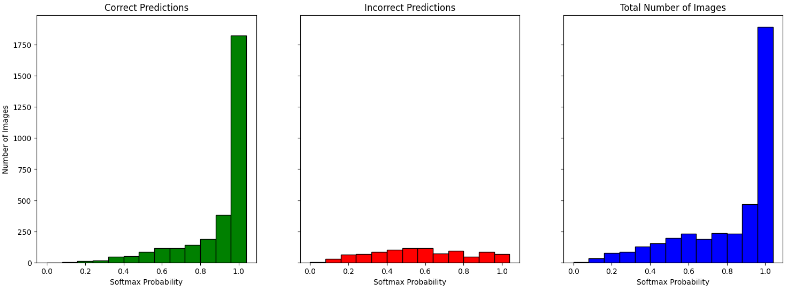 Correct Predictions
Incorrect Predictions
Total Number of Images
Number of Images
1750
1500
1250
1000
750
500
250
0
0.0 0.2 0.4 0.6 0.8 1.0
0.0 0.2 0.4 0.6 0.8 1.0
0.0 0.2 0.4 0.6 0.8 1.0
Softmax Probability
Softmax Probability
Softmax Probability